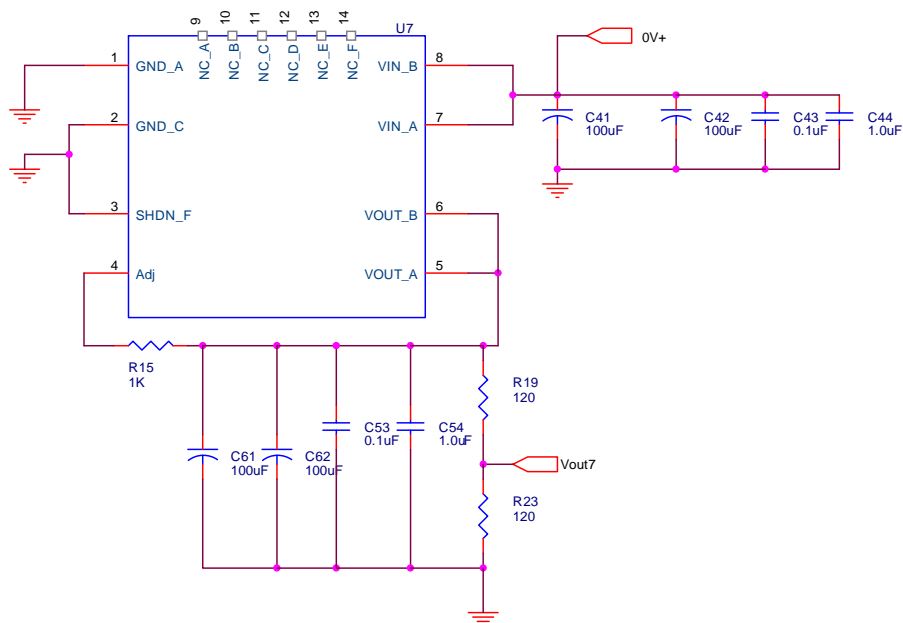 9 10 11 12 13 14
U7
NC_A NC_B NC_C NC_D NC_E NC_F
0V+
1 GND_A VIN_B 8
2 GND_C VIN_A 7
C41 100uF
C42 100uF
C43 0.1uF
C44 1.0uF
3 SHDN_F VOUT_B 6
4 Adj VOUT_A 5
R15
1K
R19
120
C61
100uF
C62
100uF
C53
0.1uF
C54
1.0uF
Vout7
R23
120